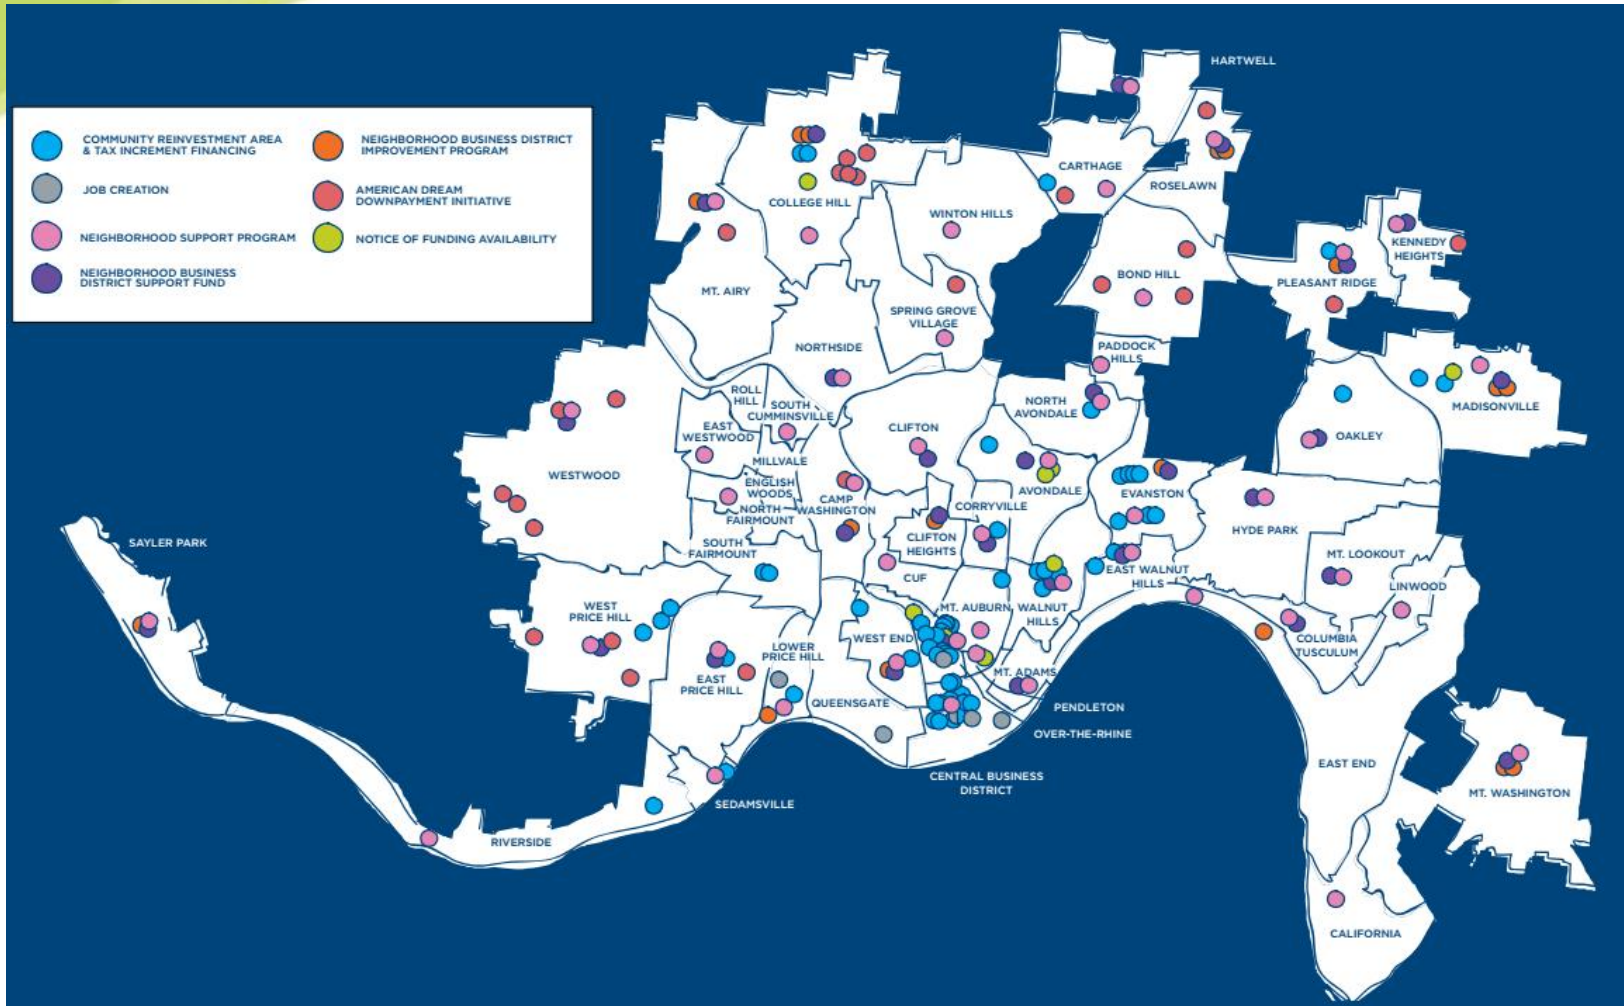 COMMUNITY REINVESTMENT AREA
& TAX INCREMENT FINANCING
JOB CREATION
NEIGHBORHOOD SUPPORT PROGRAM
NEIGHBORHOOD BUSINESS
DISTRICT SUPPORT FUND
NEIGHBORHOOD BUSINESS DISTRICT
IMPROVEMENT PROGRAM
AMERICAN DREAM
DOWNPAYMENT INITIATIVE
NOTICE OF FUNDING AVAILABILITY
HARTWELL
CARTHAGE
ROSELAWN
COLLEGE HILL
WINTON HILLS
KENNEDY
HEIGHTS
BOND HILL
PLEASANT RIDGE
MT. AIRY
SPRING GROVE
VILLAGE
NORTHSIDE
PADDOCK
HILLS
ROLL
HILL
SOUTH
CUMMINSVILLE
NORTH
AVONDALE
MADISONVILLE
EAST
WESTWOOD
CLIFTON
OAKLEY
MILLVALE
WESTWOOD
ENGLISH
WOODS
AVONDALE
EVANSTON
CAMP
WASHINGTON
CORRYVILLE
NORTH
FAIRMOUNT
HYDE PARK
SAYLER PARK
SOUTH
FAIRMOUNT
CLIFTON
HEIGHTS
MT. LOOKOUT
CUF
EAST WALNUT
HILLS
LINWOOD
WEST
PRICE HILL
MT. AUBURN
WALNUT
HILLS
WEST END
COLUMBIA
TUSCULUM
LOWER
PRICE HILL
MT. ADAMS
EAST
PRICE HILL
QUEENSGATE
PENDLETON
OVER-THE-RHINE
EAST END
CENTRAL BUSINESS
DISTRICT
MT. WASHINGTON
SEDAMSVILLE
RIVERSIDE
CALIFORNIA